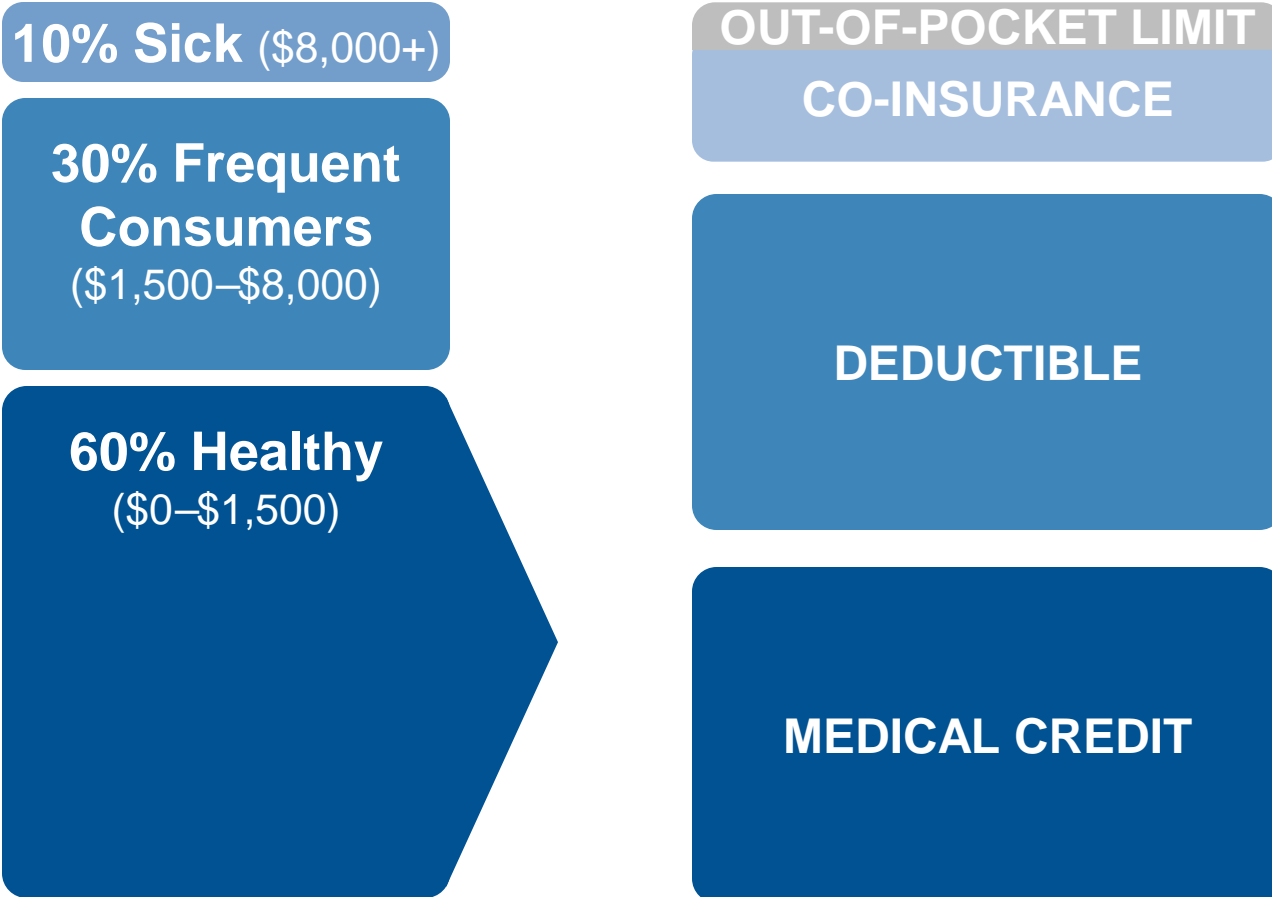 10% Sick ($8,000+)
30% Frequent
Consumers
($1,500–$8,000)
60% Healthy
($0–$1,500)
OUT-OF-POCKET LIMIT
CO-INSURANCE
DEDUCTIBLE
MEDICAL CREDIT